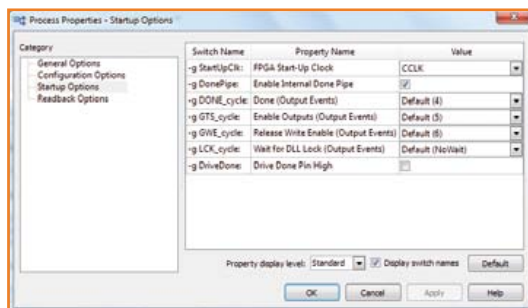 Process Properties - Startup Options
Category
General Options
Configuration Options
Startup Options
Readback Options
Switch Name Property Name Value
-g StartUpClk: FPGA Start-Up Clock CCLK
-g DonePipe: Enable Internal Done Pipe
-g DONE_cycle: Done (Output Events) Default (4)
-g GTS_cycle: Enable Outputs (Output Events) Default (5)
-g GWE_cycle: Release Write Enable (Output Events) Default (6)
-g LCK_cycle: Wait for DLL Lock (Output Events) Default (NoWait)
-g DriveDone: Drive Done Pin High
Property display level: Standard Display switch names Default
OK Cancel Apply Help